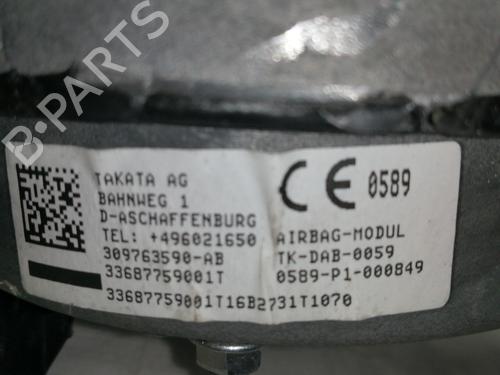 B-PARTS
TAKATA AG
BAHNWEG 1
D-ASCHAFFENBURG
TEL: +496021650
309763590-AB
33687759001T
33687759001T16B2731T1070
CE 0589
AIRBAG-MODUL
TK-DAB-0059
0589-P1-000849